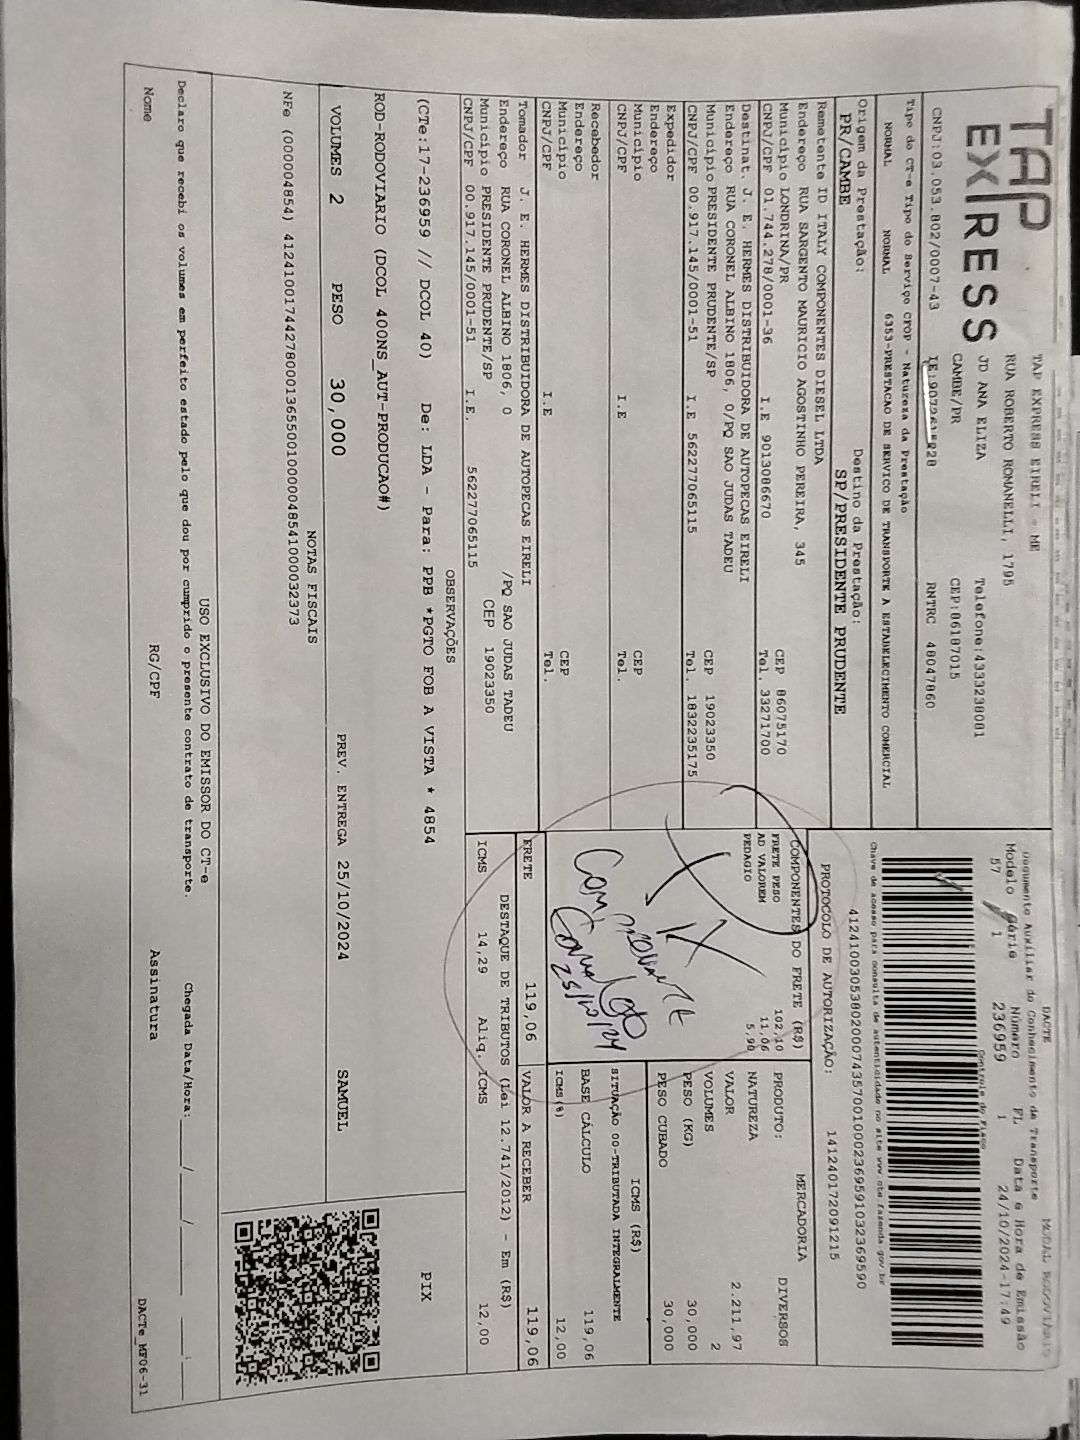 TAP
EXPRESS
TAP EXPRESS EIRELI - ME
RUA ROBERTO ROMANELLI, 1795
JD ANA ELIZA
CAMBE/PR
Telefone:4333238081
CEP:86187015
CNPJ:03.053.802/0007-43
RNTRC 48047860
DACTE
MODAL RODOVIARIO
Documento Auxiliar do Conhecimento de Transporte
Modelo Série Número FL Data e Hora de Emissão
57 1 236959 1 24/10/2024-17:49
Controle do Fisco
Tipo do CT-e Tipo do Serviço CFOP - Natureza da Prestação
NORMAL NORMAL 6353-PRESTACAO DE SERVICO DE TRANSPORTE A ESTABELECIMENTO COMERCIAL
Chave de acesso para consulta de autenticidade no site www.cte.fazenda.gov.br
41241003053802000743570010002369591032369590
Origem da Prestação: Destino da Prestação:
PR/CAMBE SP/PRESIDENTE PRUDENTE
PROTOCOLO DE AUTORIZAÇÃO: 141240172091215
Remetente ID ITALY COMPONENTES DIESEL LTDA
Endereço RUA SARGENTO MAURICIO AGOSTINHO PEREIRA, 345
Município LONDRINA/PR CEP 86075170
CNPJ/CPF 01.744.278/0001-36 I.E 9013086670 Tel. 33271700
Destinat. J. E. HERMES DISTRIBUIDORA DE AUTOPECAS EIRELI
Endereço RUA CORONEL ALBINO 1806, 0/PQ SAO JUDAS TADEU
Município PRESIDENTE PRUDENTE/SP CEP 19023350
CNPJ/CPF 00.917.145/0001-51 I.E 562277065115 Tel. 1832235175
Expedidor
Endereço
Município CEP
CNPJ/CPF I.E Tel.
Recebedor
Endereço
Município CEP
CNPJ/CPF I.E Tel.
Tomador J. E. HERMES DISTRIBUIDORA DE AUTOPECAS EIRELI
Endereço RUA CORONEL ALBINO 1806, 0 /PQ SAO JUDAS TADEU
Município PRESIDENTE PRUDENTE/SP CEP 19023350
CNPJ/CPF 00.917.145/0001-51 I.E. 562277065115
COMPONENTES DO FRETE (R$)
FRETE PESO 102,10
AD VALOREM 11,06
PEDAGIO 5,90
COMPROVANTE
25/10/24
PRODUTO: MERCADORIA
NATUREZA DIVERSOS
VALOR 2.211,97
VOLUMES 2
PESO (KG) 30,000
PESO CUBADO 30,000
ICMS (R$)
SITUAÇÃO 00-TRIBUTADA INTEGRALMENTE
BASE CÁLCULO 119,06
ICMS(%) 12,00
FRETE 119,06 VALOR A RECEBER 119,06
DESTAQUE DE TRIBUTOS (Lei 12.741/2012) - Em (R$)
ICMS 14,29 Aliq. ICMS 12,00
OBSERVAÇÕES
(CTe:17-236959 // DCOL 40) De: LDA - Para: PPB *PGTO FOB A VISTA * 4854
PIX
ROD-RODOVIARIO (DCOL 400NS_AUT-PRODUCAO#)
VOLUMES 2 PESO 30,000 PREV. ENTREGA 25/10/2024 SAMUEL
NOTAS FISCAIS
NFe (000004854) 41241001744278000136550010000048541000032373
USO EXCLUSIVO DO EMISSOR DO CT-e
Declaro que recebi os volumes em perfeito estado pelo que dou por cumprido o presente contrato de transporte. Chegada Data/Hora: ___/___/___ ___:___
Nome RG/CPF Assinatura DACTe_MF06-31